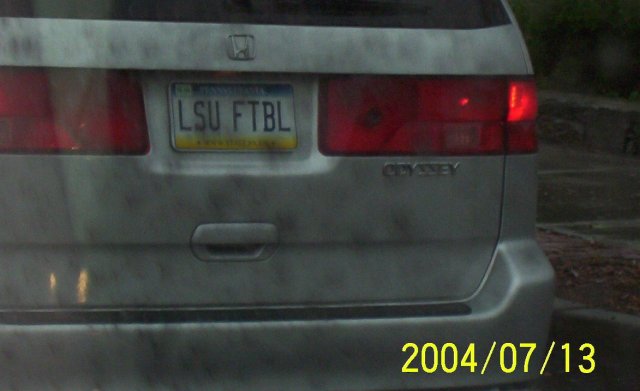 PENNSYLVANIA
LSU FTBL
ODYSSEY
2004/07/13